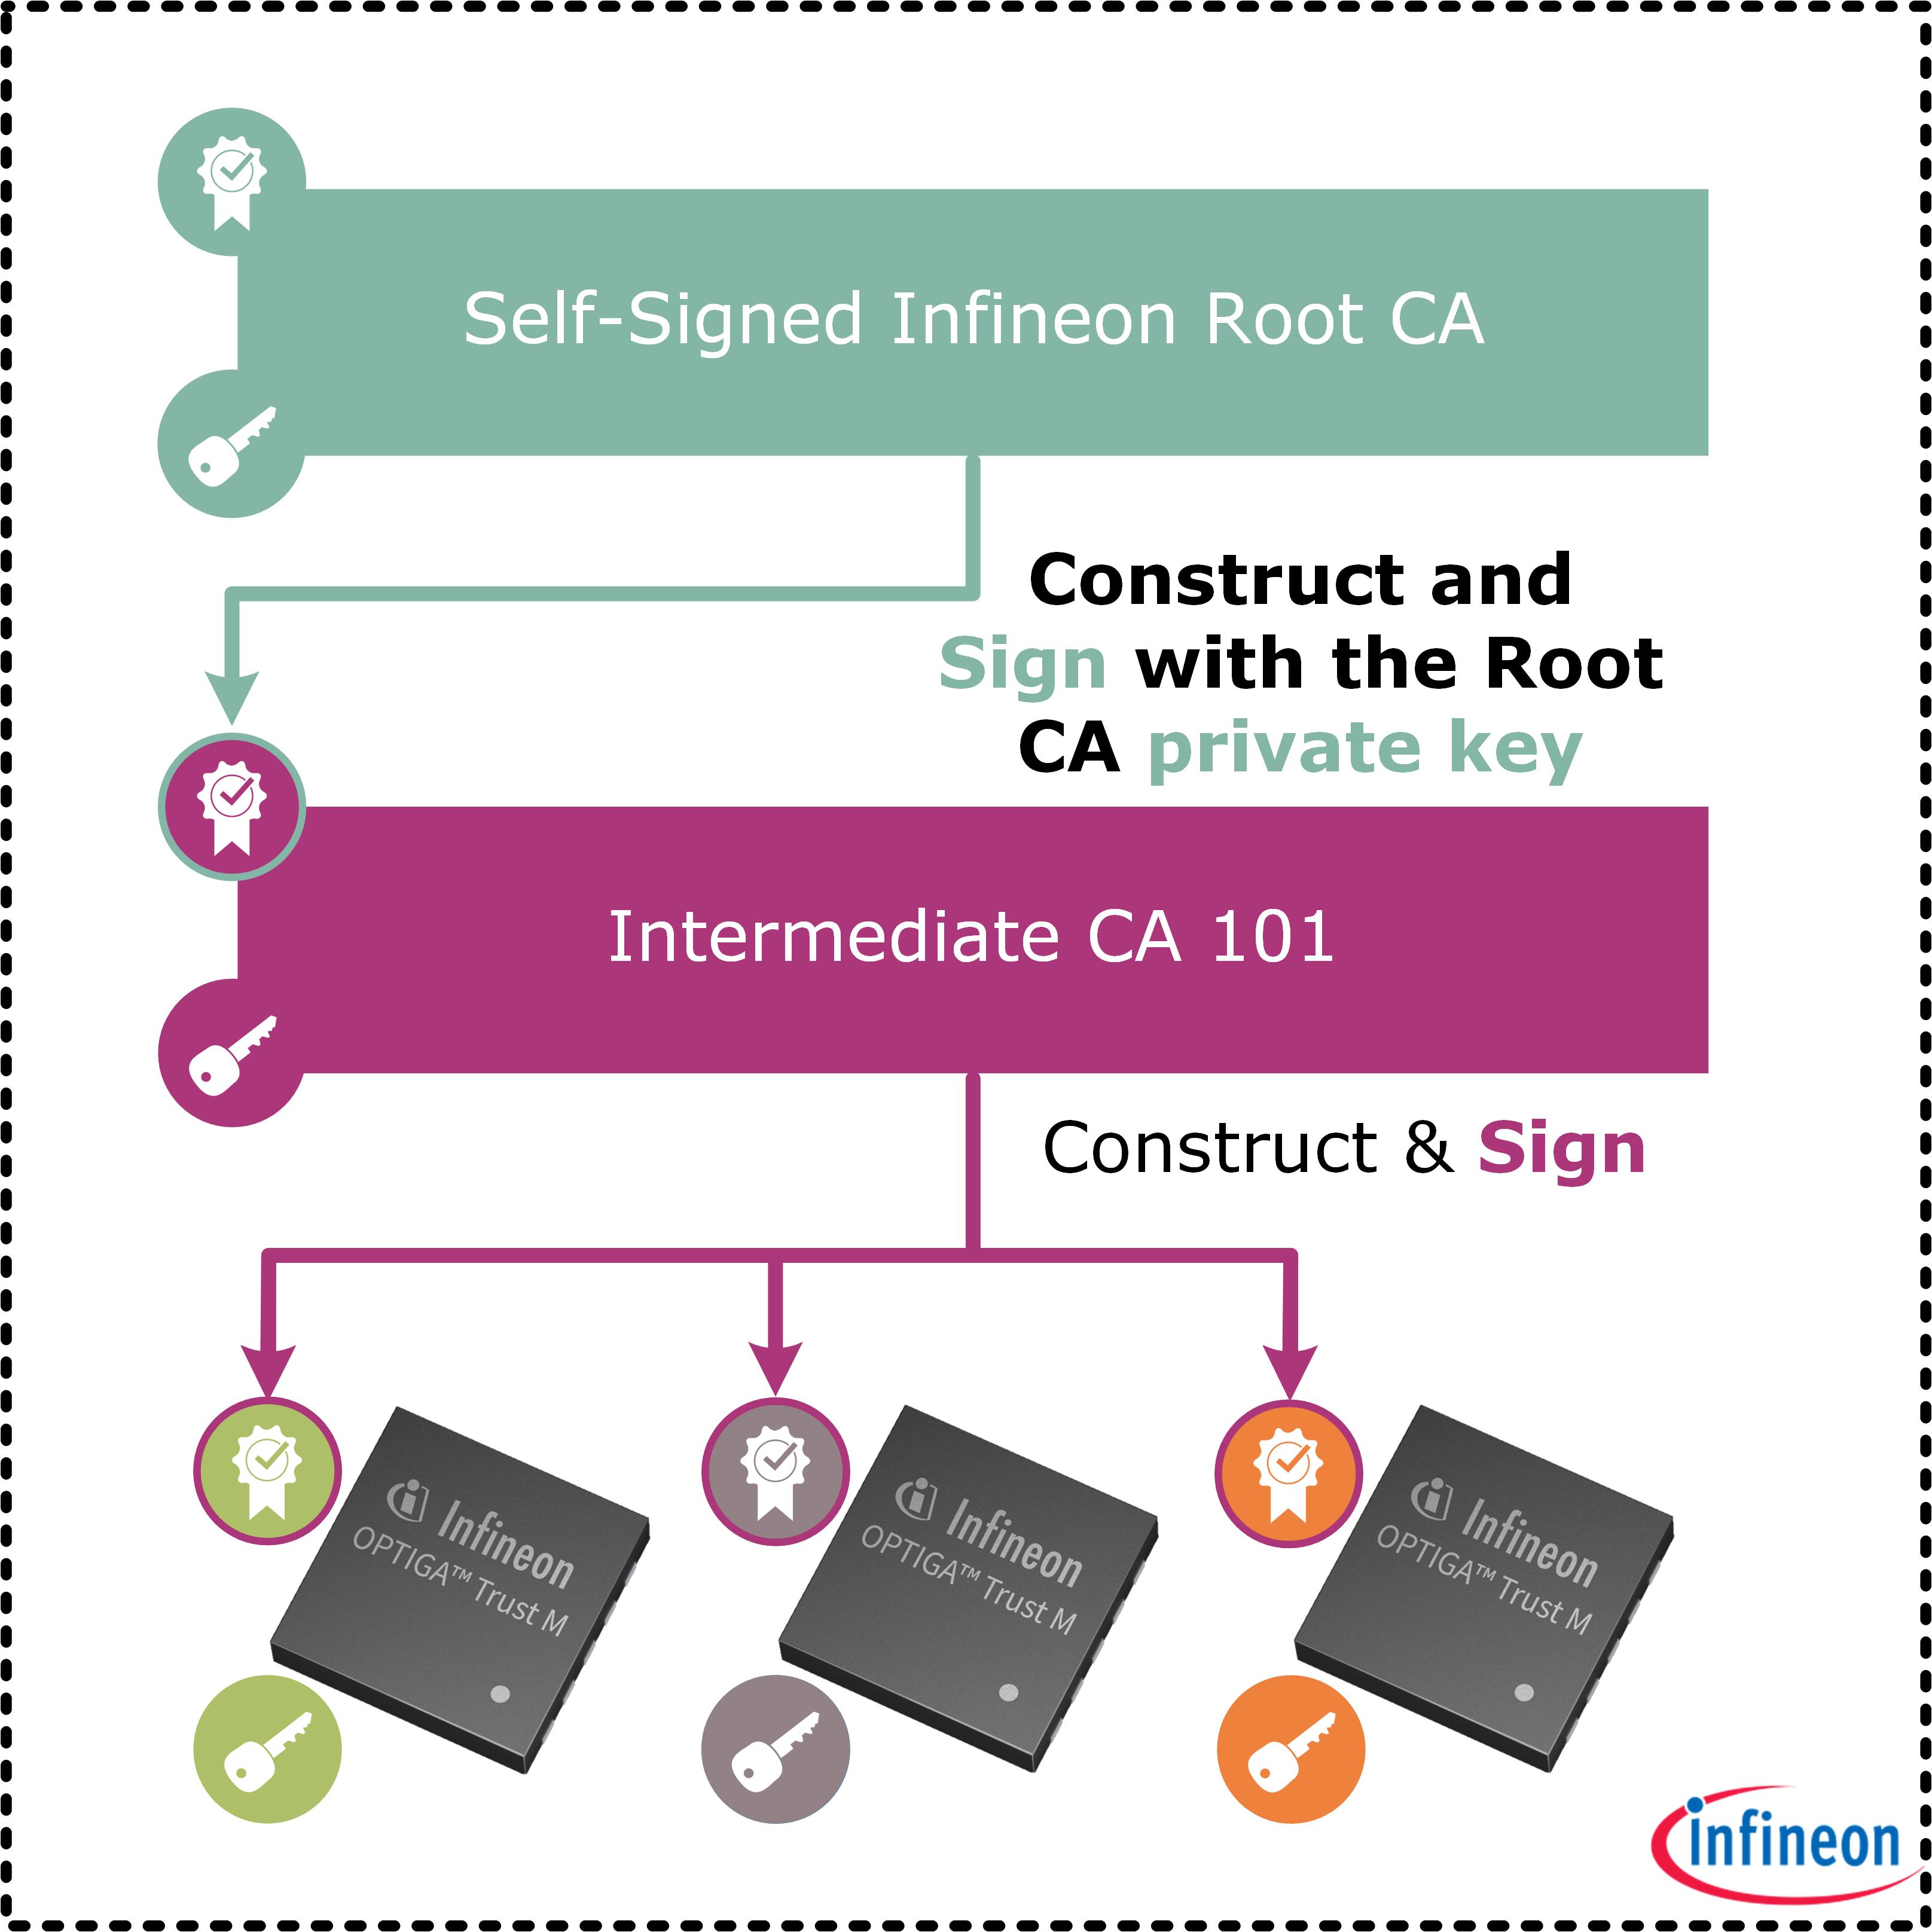 Self-Signed Infineon Root CA
Construct and
Sign with the Root
CA private key
Intermediate CA 101
Construct & Sign
Infineon
OPTIGA™ Trust M
Infineon
OPTIGA™ Trust M
Infineon
OPTIGA™ Trust M
infineon